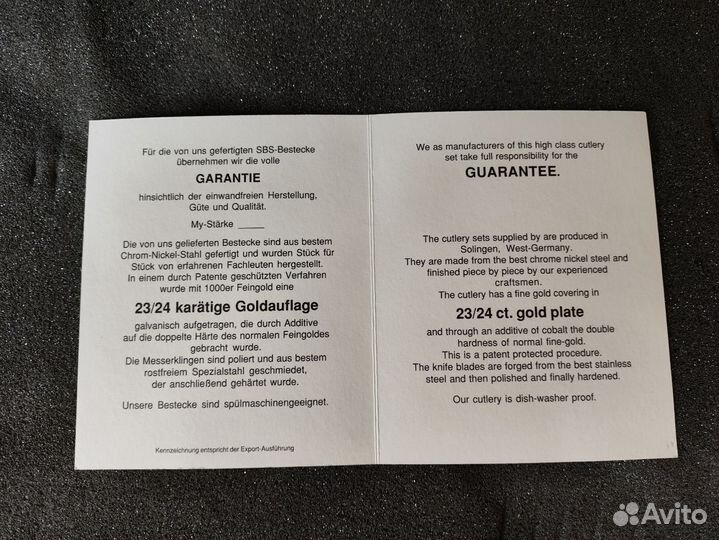 Für die von uns gefertigten SBS-Bestecke
übernehmen wir die volle
GARANTIE
hinsichtlich der einwandfreien Herstellung,
Güte und Qualität.
My-Stärke ____
Die von uns gelieferten Bestecke sind aus bestem
Chrom-Nickel-Stahl gefertigt und wurden Stück für
Stück von erfahrenen Fachleuten hergestellt.
In einem durch Patente geschützten Verfahren
wurde mit 1000er Feingold eine
23/24 karätige Goldauflage
galvanisch aufgetragen, die durch Additive
auf die doppelte Härte des normalen Feingoldes
gebracht wurde.
Die Messerklingen sind poliert und aus bestem
rostfreiem Spezialstahl geschmiedet,
der anschließend gehärtet wurde.
Unsere Bestecke sind spülmaschinengeeignet.
Kennzeichnung entspricht der Export-Ausführung
We as manufacturers of this high class cutlery
set take full responsibility for the
GUARANTEE.
The cutlery sets supplied by are produced in
Solingen, West-Germany.
They are made from the best chrome nickel steel and
finished piece by piece by our experienced
craftsmen.
The cutlery has a fine gold covering in
23/24 ct. gold plate
and through an additive of cobalt the double
hardness of normal fine-gold.
This is a patent protected procedure.
The knife blades are forged from the best stainless
steel and then polished and finally hardened.
Our cutlery is dish-washer proof.
Avito